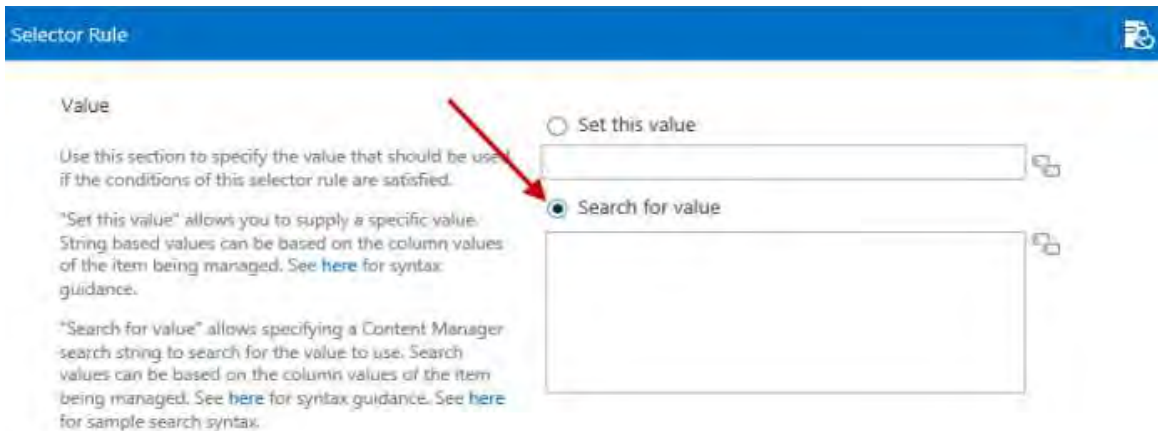 Selector Rule
Value
Use this section to specify the value that should be used
if the conditions of this selector rule are satisfied.
"Set this value" allows you to supply a specific value.
String based values can be based on the column values
of the item being managed. See here for syntax
guidance.
"Search for value" allows specifying a Content Manager
search string to search for the value to use. Search
values can be based on the column values of the item
being managed. See here for syntax guidance. See here
for sample search syntax.
Set this value
Search for value